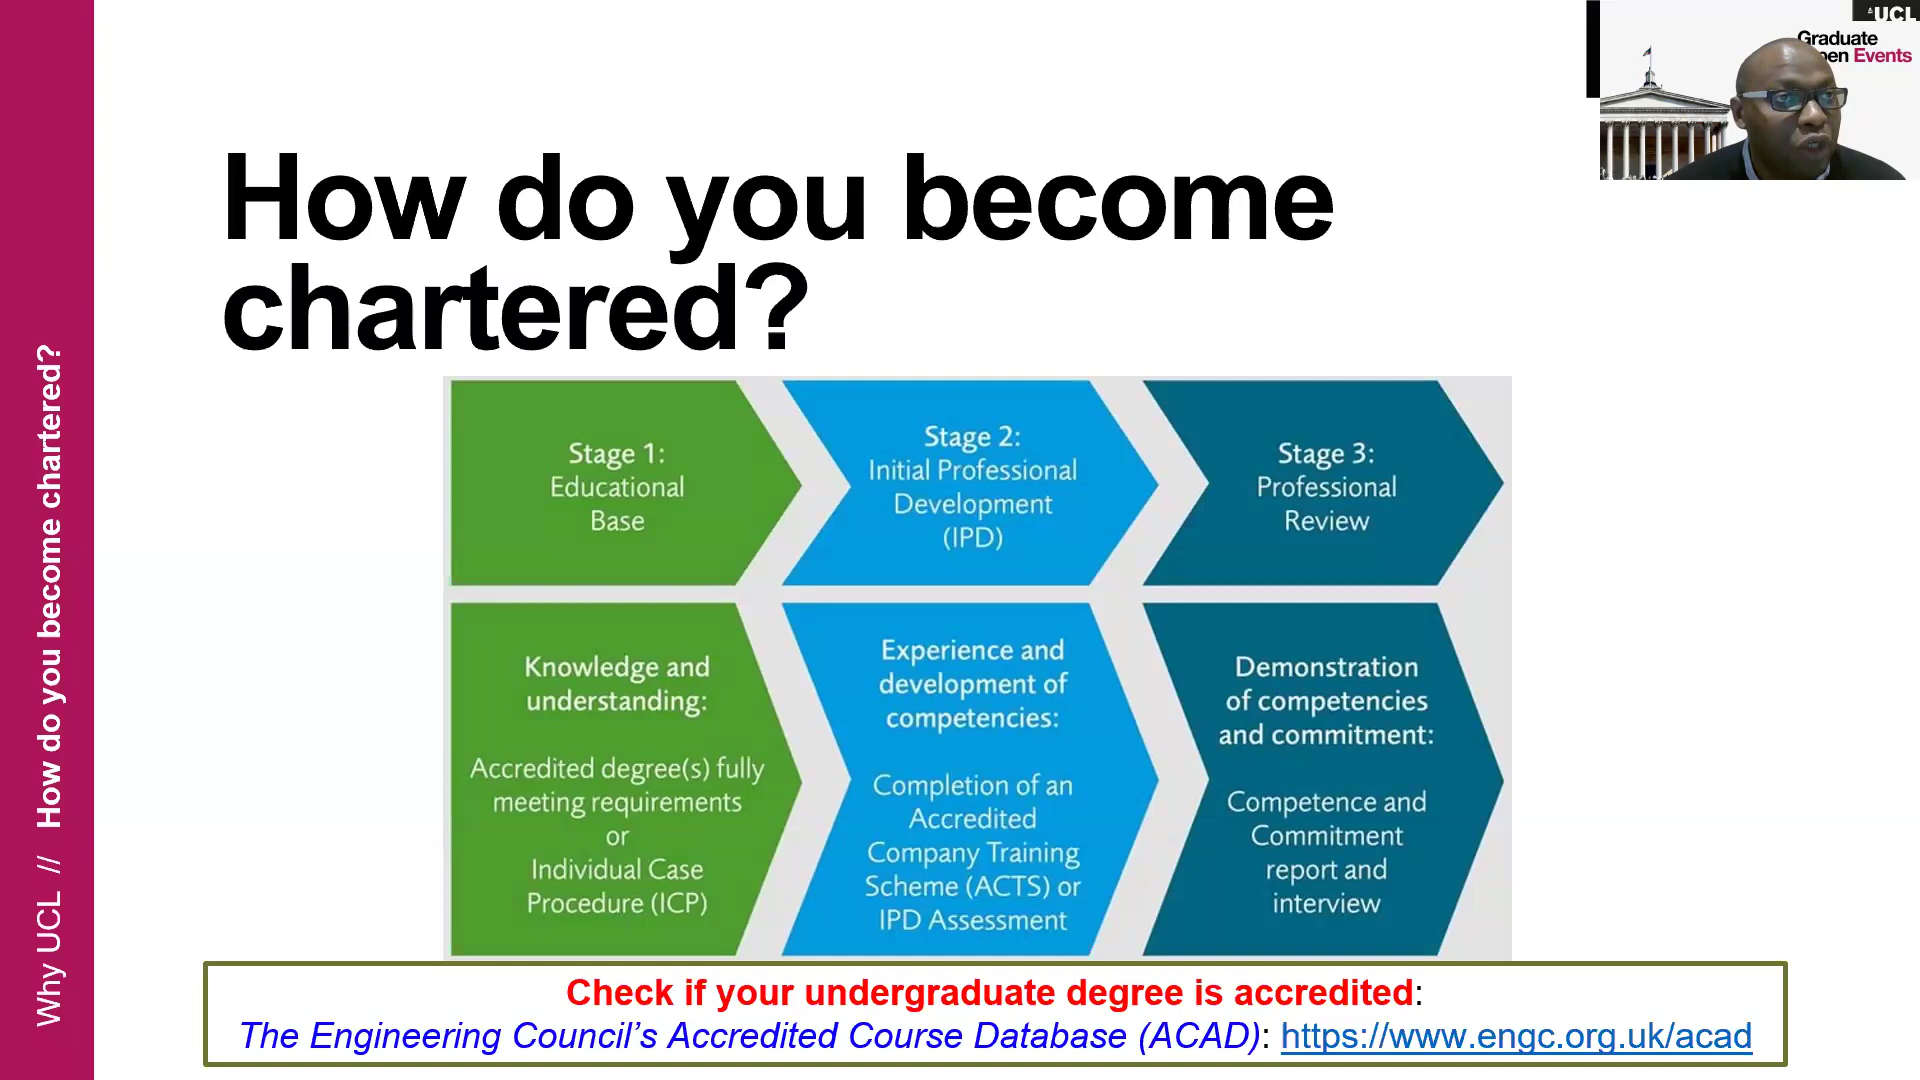 UCL
Graduate
pen Events
How do you become
chartered?
Why UCL // How do you become chartered?
Stage 1:
Educational
Base
Stage 2:
Initial Professional
Development
(IPD)
Stage 3:
Professional
Review
Knowledge and
understanding:
Accredited degree(s) fully
meeting requirements
or
Individual Case
Procedure (ICP)
Experience and
development of
competencies:
Completion of an
Accredited
Company Training
Scheme (ACTS) or
IPD Assessment
Demonstration
of competencies
and commitment:
Competence and
Commitment
report and
interview
Check if your undergraduate degree is accredited:
The Engineering Council’s Accredited Course Database (ACAD): https://www.engc.org.uk/acad